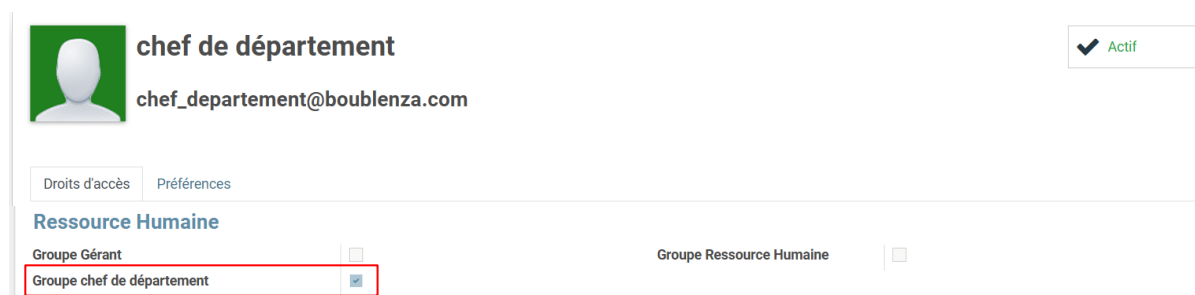 chef de département
Actif
chef_departement@boublenza.com
Droits d'accès Préférences
Ressource Humaine
Groupe Gérant Groupe Ressource Humaine
Groupe chef de département